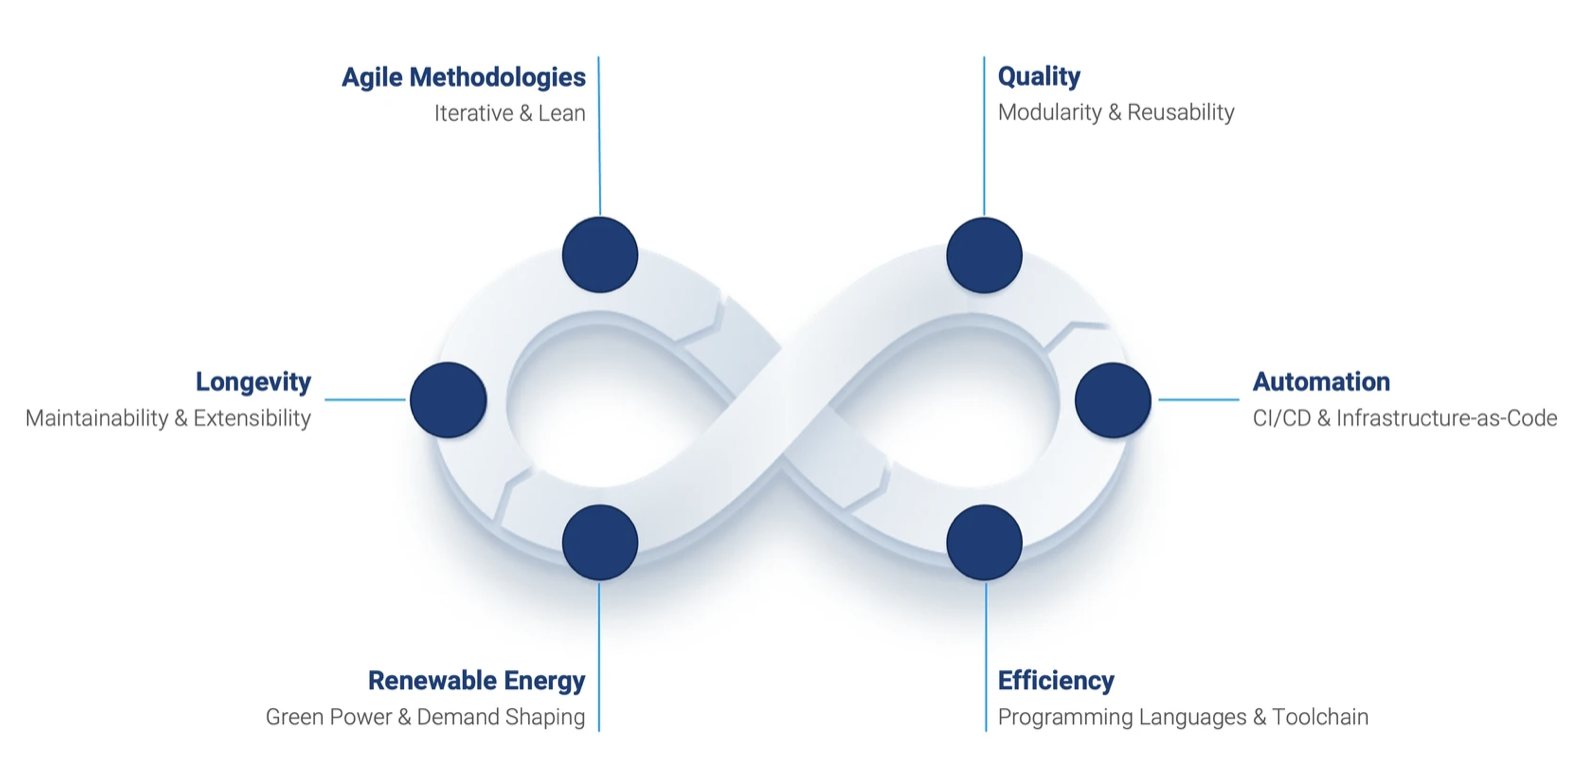 Agile Methodologies
Iterative & Lean
Quality
Modularity & Reusability
Longevity
Maintainability & Extensibility
Automation
CI/CD & Infrastructure-as-Code
Renewable Energy
Green Power & Demand Shaping
Efficiency
Programming Languages & Toolchain